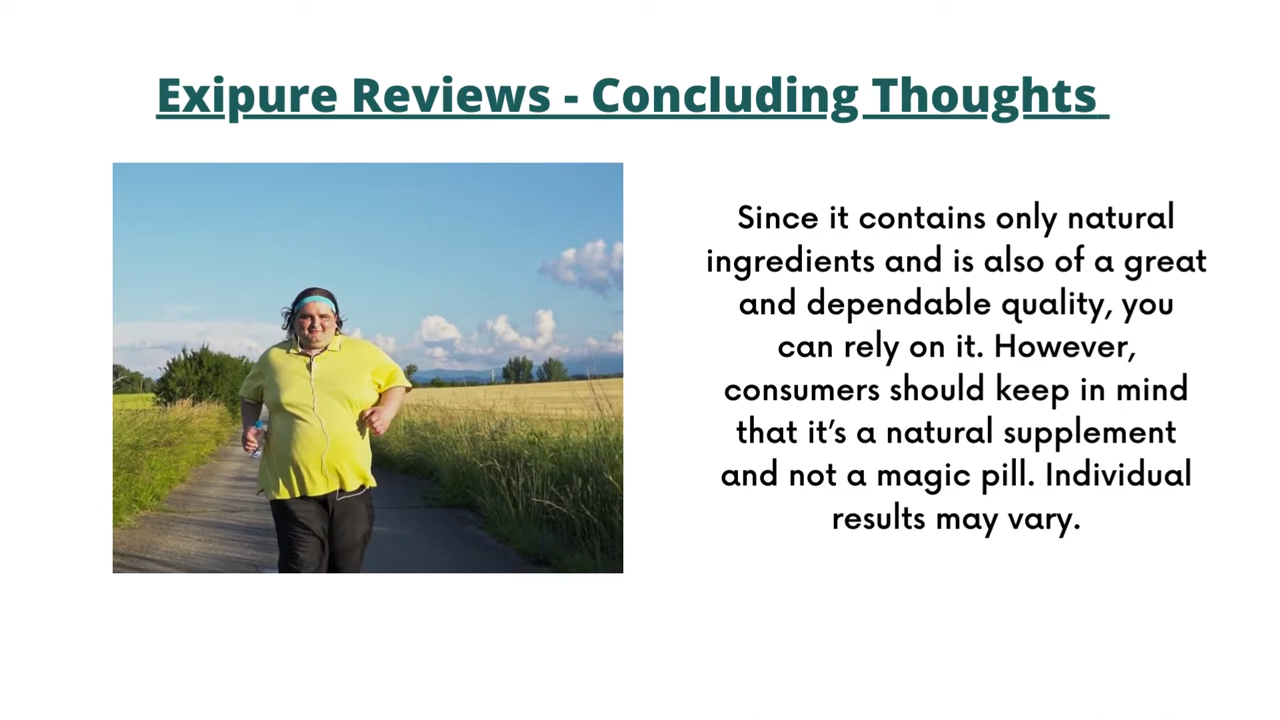 Exipure Reviews - Concluding Thoughts
Since it contains only natural
ingredients and is also of a great
and dependable quality, you
can rely on it. However,
consumers should keep in mind
that it’s a natural supplement
and not a magic pill. Individual
results may vary.